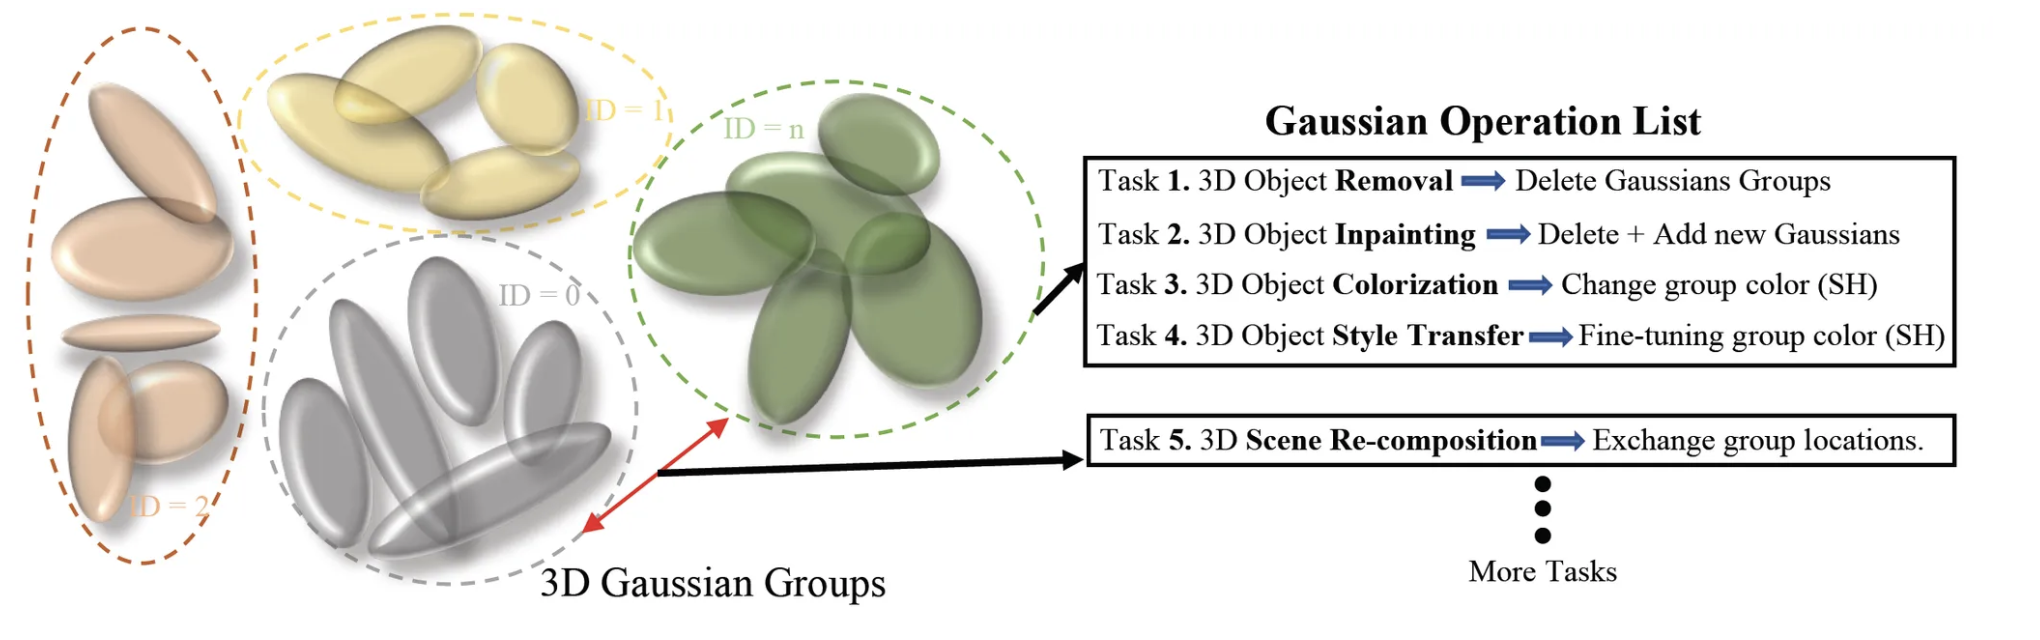 ID = 1
ID = n
ID = 0
ID = 2
3D Gaussian Groups
Gaussian Operation List
Task 1. 3D Object Removal Delete Gaussians Groups
Task 2. 3D Object Inpainting Delete + Add new Gaussians
Task 3. 3D Object Colorization Change group color (SH)
Task 4. 3D Object Style Transfer Fine-tuning group color (SH)
Task 5. 3D Scene Re-composition Exchange group locations.
More Tasks